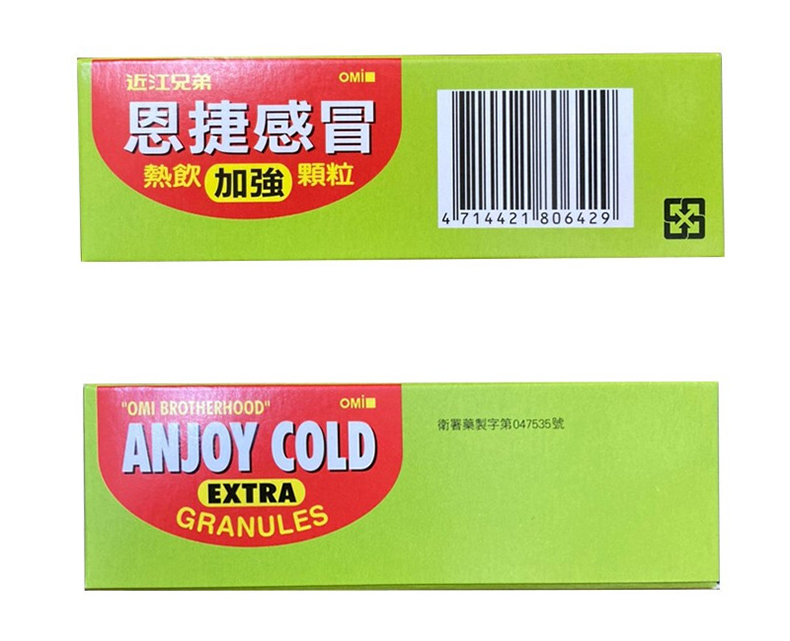 近江兄弟
OMI
恩捷感冒
熱飲 加強 顆粒
4 714421 806429
"OMI BROTHERHOOD"
OMI
ANJOY COLD
EXTRA
GRANULES
衛署藥製字第047535號